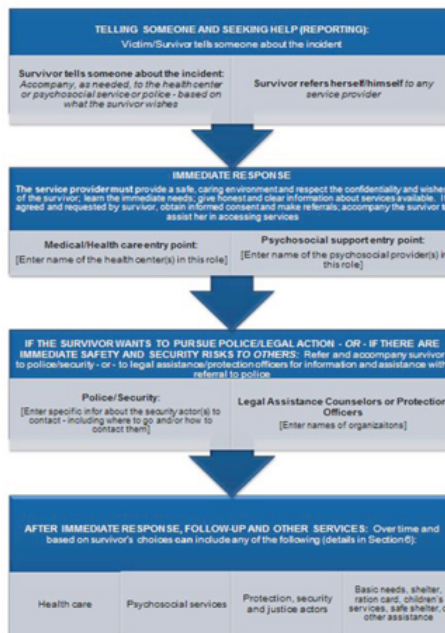 TELLING SOMEONE AND SEEKING HELP (REPORTING):
Victim/Survivor tells someone about the incident
Survivor tells someone about the incident:
Accompany, as needed, to the health center
or psychosocial service or police - based on
what the survivor wishes
Survivor refers herself/himself to any
service provider
IMMEDIATE RESPONSE
The service provider must provide a safe, caring environment and respect the confidentiality and wishes
of the survivor; learn the immediate needs; give honest and clear information about services available. I
agreed and requested by survivor, obtain informed consent and make referrals; accompany the survivor t
assist her in accessing services
Medical/Health care entry point:
[Enter name of the health center(s) in this role]
Psychosocial support entry point:
[Enter name of the psychosocial provider(s) in
this role]
IF THE SURVIVOR WANTS TO PURSUE POLICE/LEGAL ACTION - OR - IF THERE ARE
IMMEDIATE SAFETY AND SECURITY RISKS TO OTHERS: Refer and accompany survivor
to police/security - or - to legal assistance/protection officers for information and assistance with
referral to police
Police/Security:
[Enter specific infor about the security actor(s) to
contact - including where to go and/or how to
contact them]
Legal Assistance Counselors or Protection
Officers
[Enter names of organizaitons]
AFTER IMMEDIATE RESPONSE, FOLLOW-UP AND OTHER SERVICES: Over time and
based on survivor's choices can include any of the following (details in Section 6):
Health care
Psychosocial services
Protection, security
and justice actors
Basic needs, shelter,
ration card, children's
services, safe shelter, o
other assistance